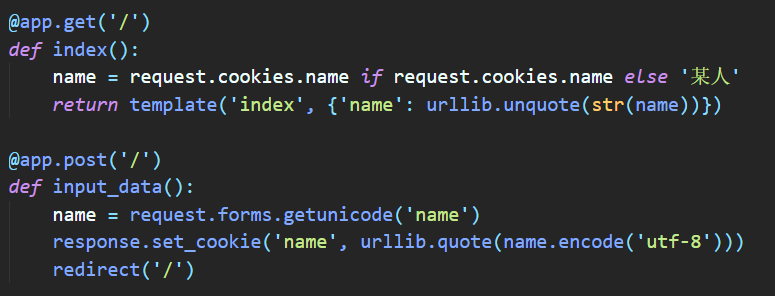 @app.get('/')
def index():
    name = request.cookies.name if request.cookies.name else '某人'
    return template('index', {'name': urllib.unquote(str(name))})

@app.post('/')
def input_data():
    name = request.forms.getunicode('name')
    response.set_cookie('name', urllib.quote(name.encode('utf-8')))
    redirect('/')